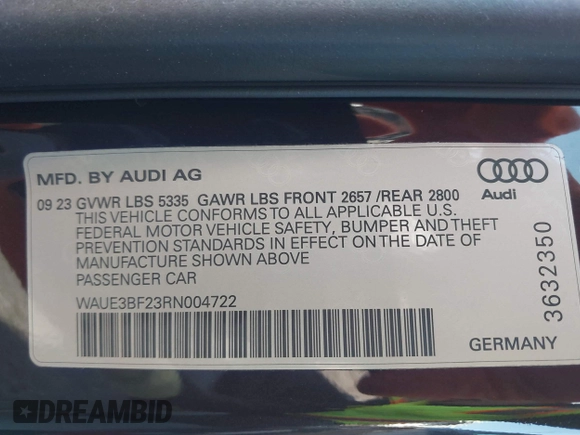 MFD. BY AUDI AG
Audi
09 23 GVWR LBS 5335 GAWR LBS FRONT 2657 /REAR 2800
THIS VEHICLE CONFORMS TO ALL APPLICABLE U.S.
FEDERAL MOTOR VEHICLE SAFETY, BUMPER AND THEFT
PREVENTION STANDARDS IN EFFECT ON THE DATE OF
MANUFACTURE SHOWN ABOVE
PASSENGER CAR
WAUE3BF23RN004722
3632350
GERMANY
DREAMBID